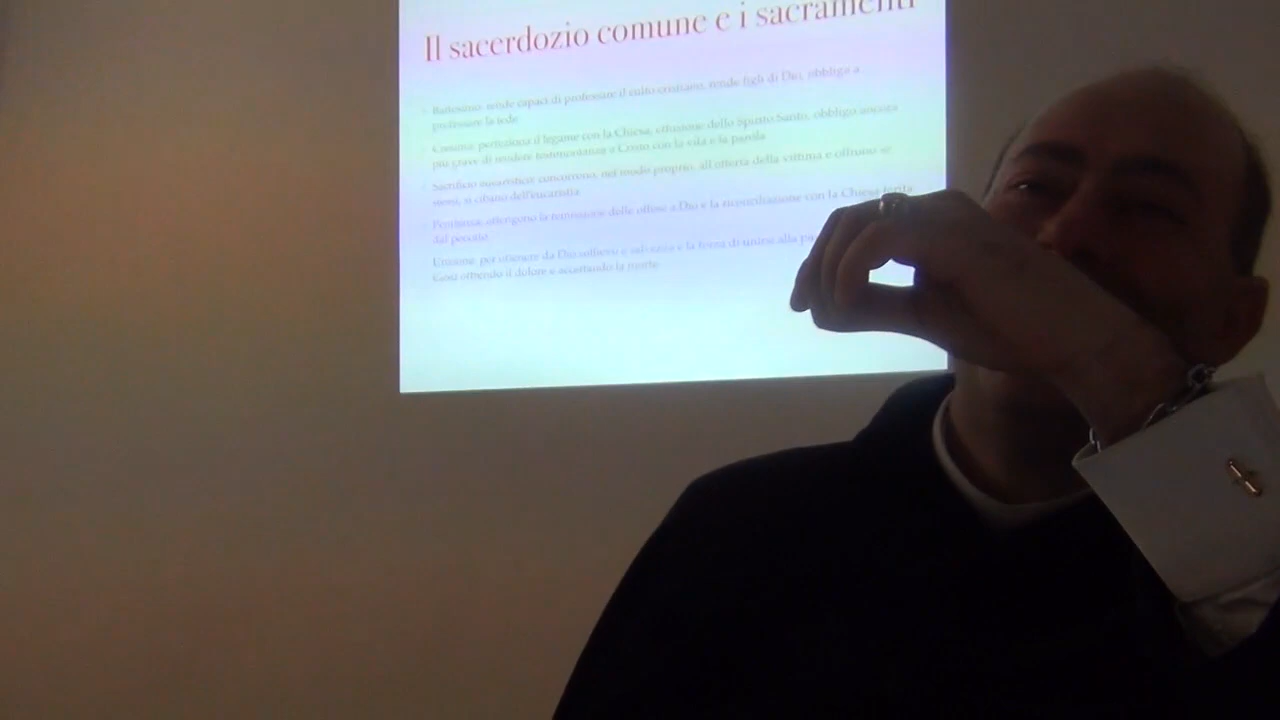 Il sacerdozio comune e i sacramenti
Battesimo: rende capaci di professare il culto cristiano, rende figli di Dio, obbliga a
professare la fede
Cresima: perfeziona il legame con la Chiesa, effusione dello Spirito Santo, obbligo ancora
più grave di rendere testimonianza a Cristo con la vita e la parola
Sacrificio eucaristico: concorrono, nel modo proprio, all'offerta della vittima e offrono se
stessi, si cibano dell'eucaristia
Penitenza: ottengono la remissione delle offese a Dio e la riconciliazione con la Chiesa ferita
dal peccato
Unzione: per ottenere da Dio sollievo e salvezza e la forza di unirsi alla
Gesù offrendo il dolore e accettando la morte